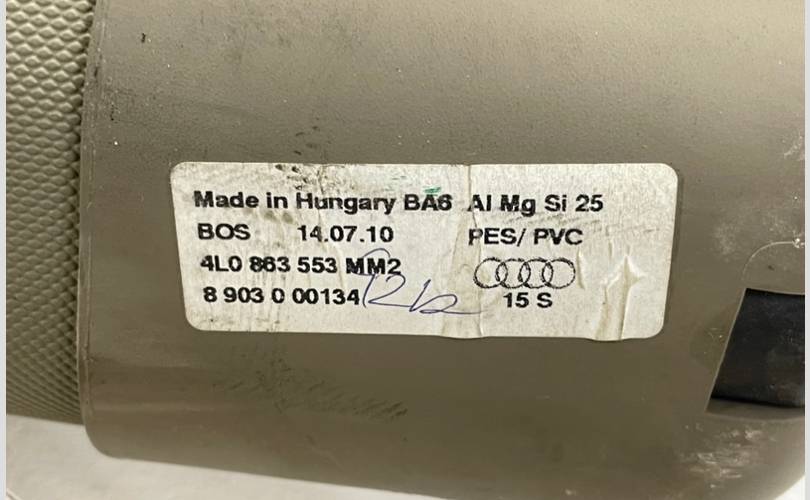 Made in Hungary BA6 Al Mg Si 25
BOS 14.07.10 PES/ PVC
4L0 863 553 MM2
8 903 0 00134 15 S